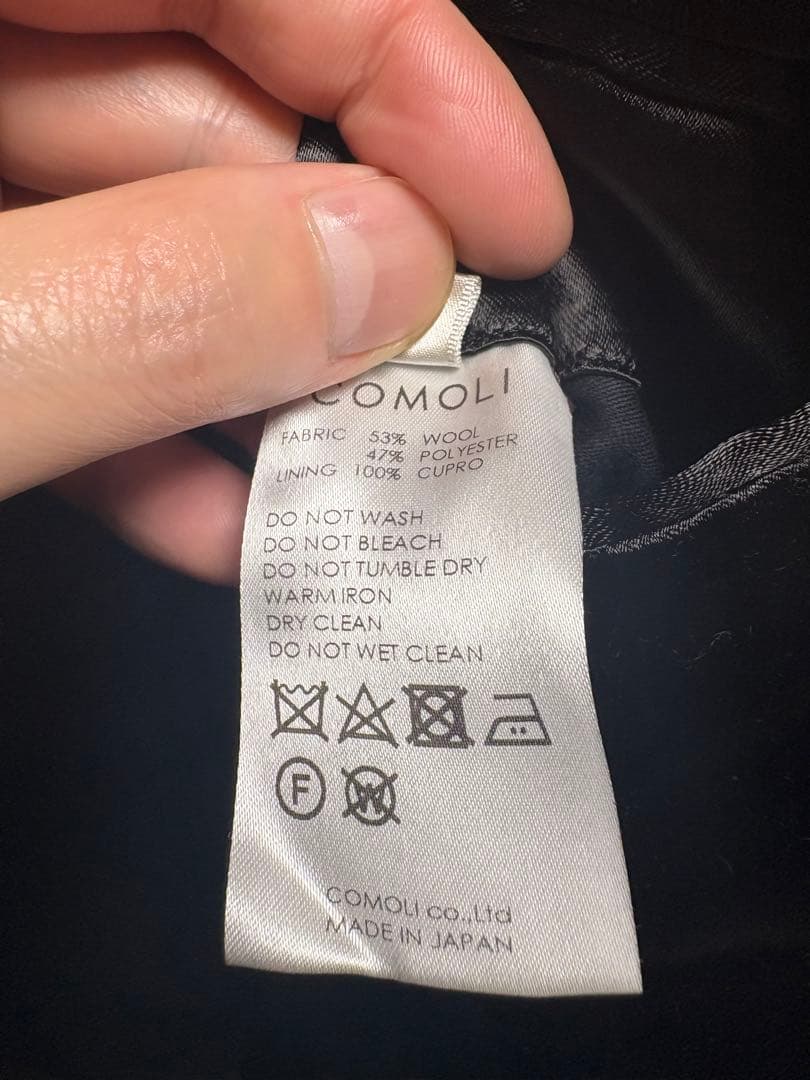 COMOLI
FABRIC 53% WOOL
47% POLYESTER
LINING 100% CUPRO
DO NOT WASH
DO NOT BLEACH
DO NOT TUMBLE DRY
WARM IRON
DRY CLEAN
DO NOT WET CLEAN
F W
COMOLI co.,Ltd
MADE IN JAPAN